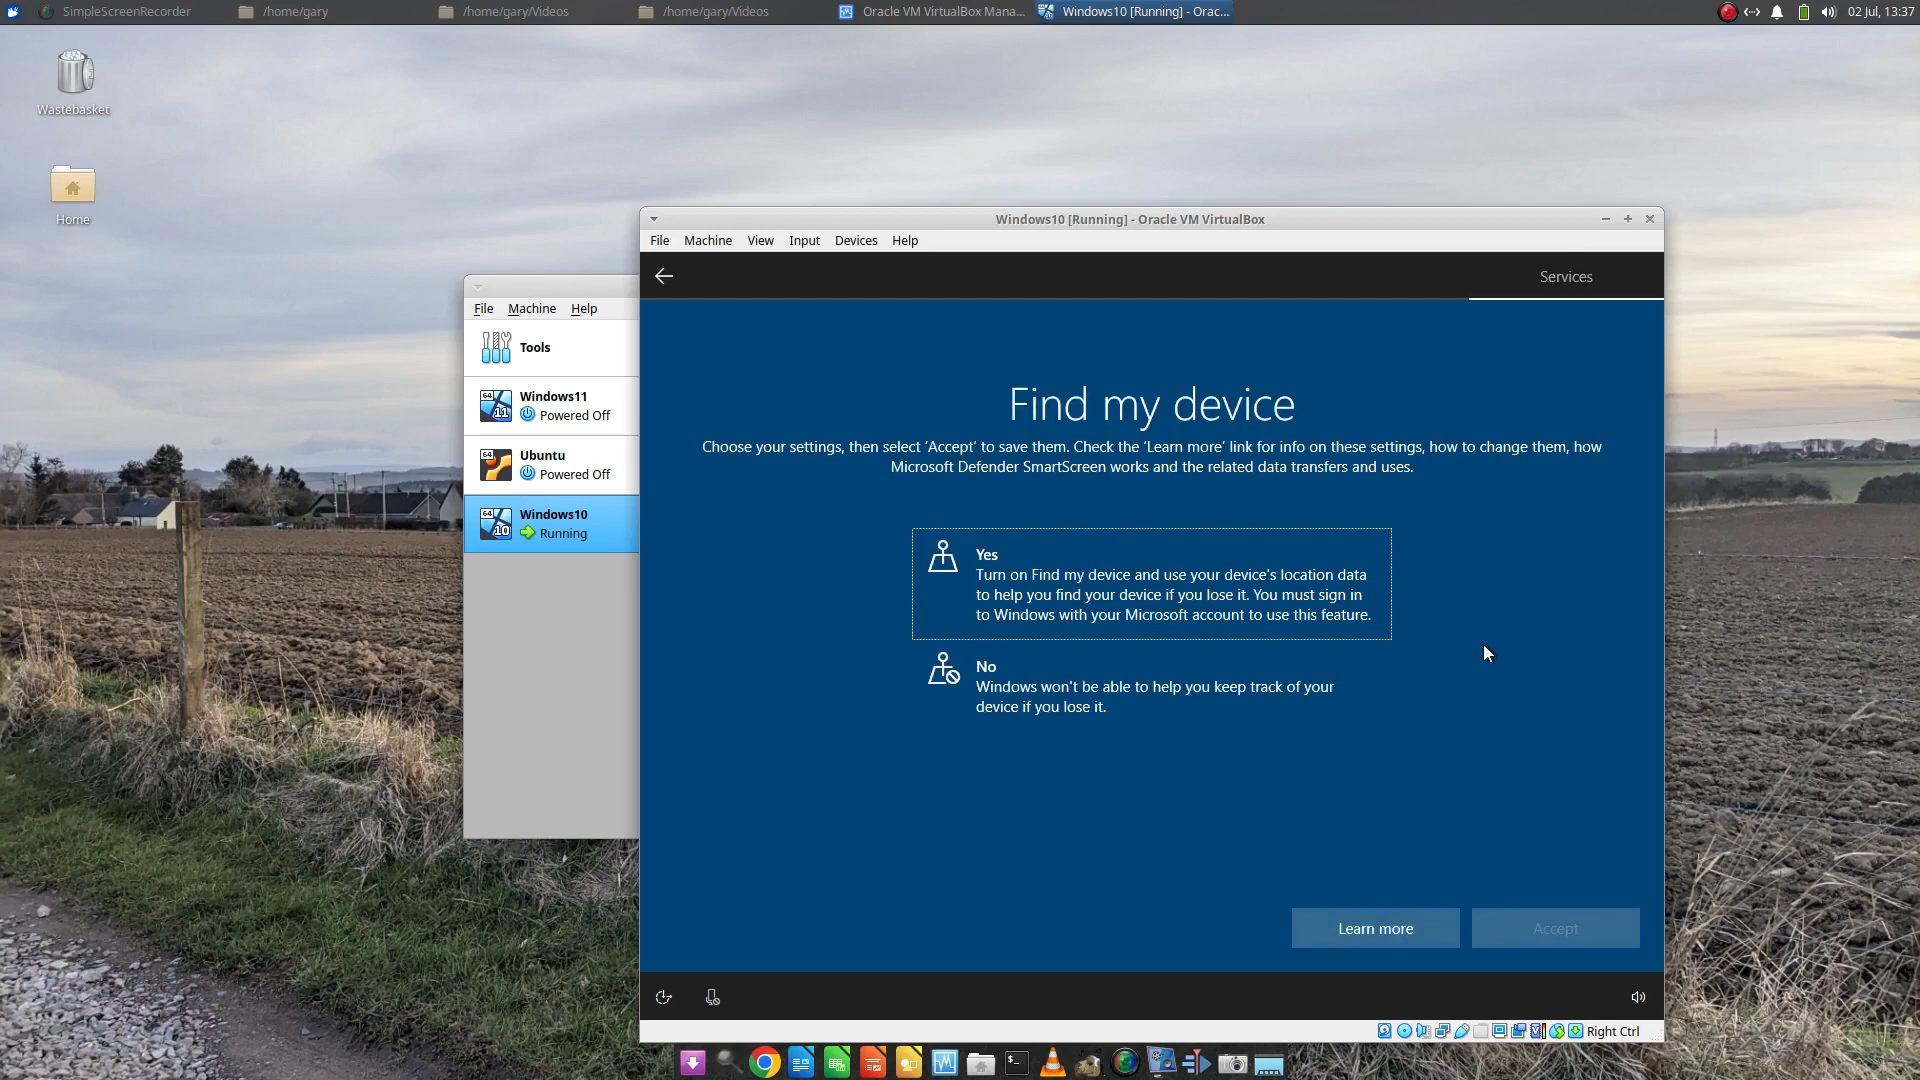 SimpleScreenRecorder
/home/gary
/home/gary/Videos
/home/gary/Videos
Oracle VM VirtualBox Mana...
Windows10 [Running] - Orac...
02 Jul, 13:37
Wastebasket
Home
Windows10 [Running] - Oracle VM VirtualBox
File Machine View Input Devices Help
Services
File Machine Help
Tools
64
11
Windows11
Powered Off
64
Ubuntu
Powered Off
64
10
Windows10
Running
Find my device
Choose your settings, then select ‘Accept’ to save them. Check the ‘Learn more’ link for info on these settings, how to change them, how
Microsoft Defender SmartScreen works and the related data transfers and uses.
Yes
Turn on Find my device and use your device's location data
to help you find your device if you lose it. You must sign in
to Windows with your Microsoft account to use this feature.
No
Windows won't be able to help you keep track of your
device if you lose it.
Learn more
Accept
Right Ctrl